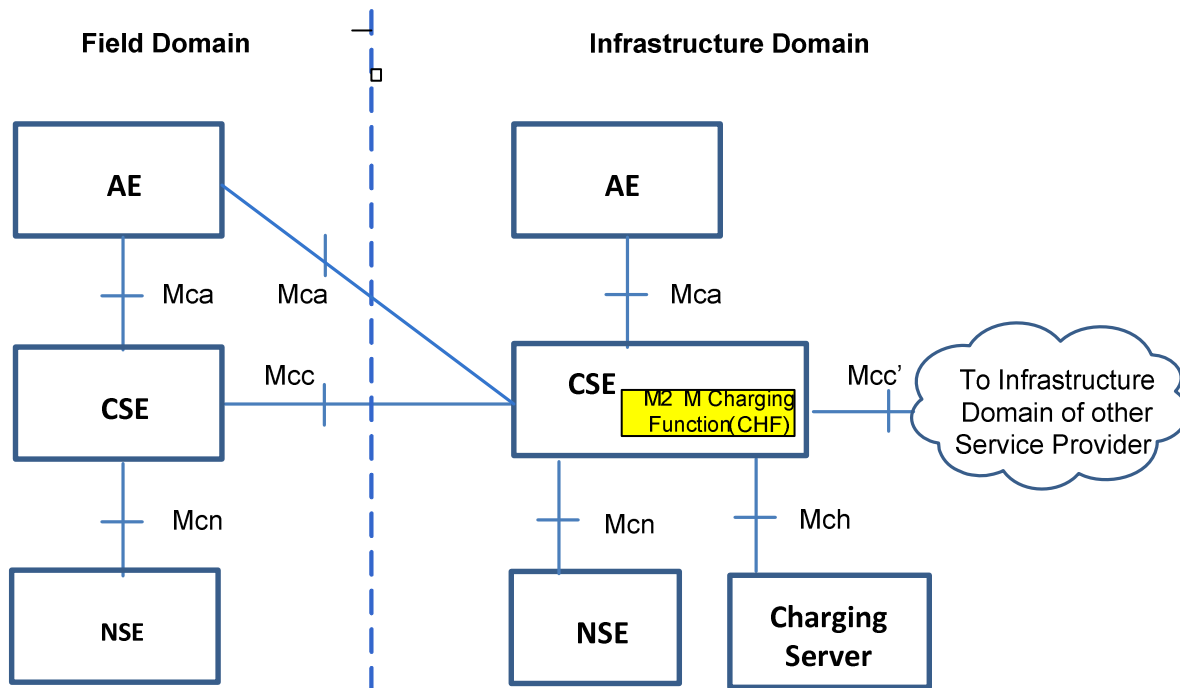 Field Domain
Infrastructure Domain
AE
AE
Mca
Mca
Mca
CSE
Mcc
CSE
M2 M Charging
Function(CHF)
Mcc’
To Infrastructure
Domain of other
Service Provider
Mcn
Mcn
Mch
NSE
NSE
Charging
Server